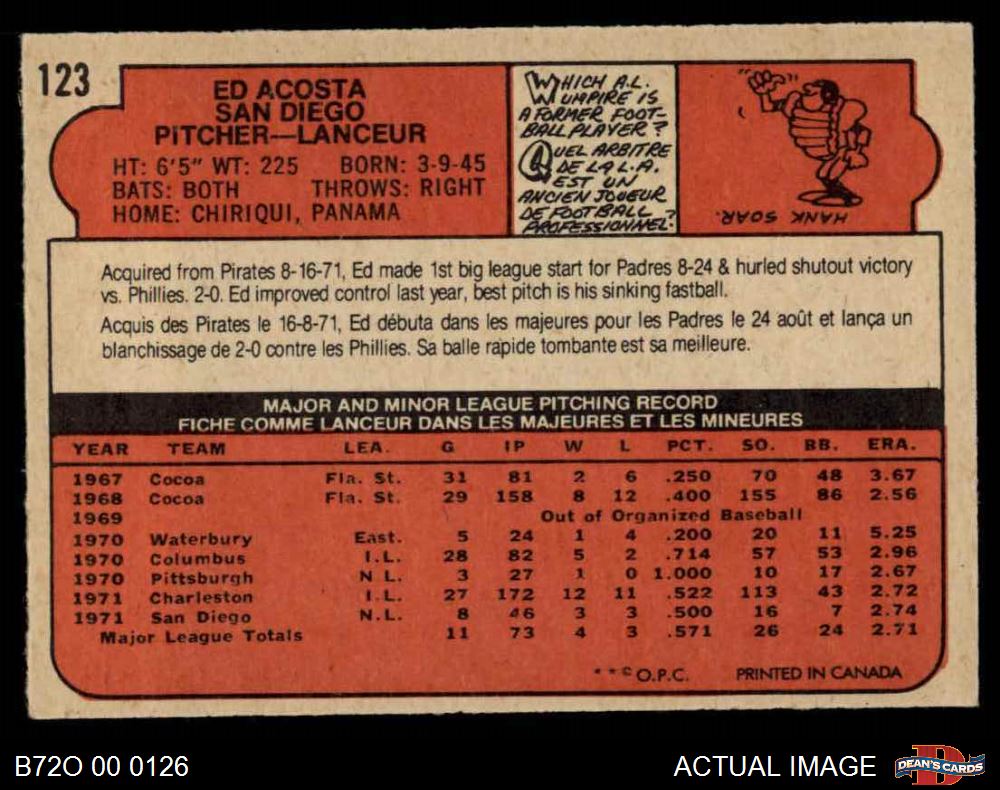 123
ED ACOSTA
SAN DIEGO
PITCHER—LANCEUR
HT: 6'5" WT: 225 BORN: 3-9-45
BATS: BOTH THROWS: RIGHT
HOME: CHIRIQUI, PANAMA
WHICH A.L.
UMPIRE IS
A FORMER FOOT-
BALL PLAYER?
QUEL ARBITRE
DE LA L.A.
EST UN
ANCIEN JOUEUR
DE FOOTBALL
PROFESSIONNEL?
HANK SOAR.
Acquired from Pirates 8-16-71, Ed made 1st big league start for Padres 8-24 & hurled shutout victory
vs. Phillies. 2-0. Ed improved control last year, best pitch is his sinking fastball.
Acquis des Pirates le 16-8-71, Ed débuta dans les majeures pour les Padres le 24 août et lança un
blanchissage de 2-0 contre les Phillies. Sa balle rapide tombante est sa meilleure.
MAJOR AND MINOR LEAGUE PITCHING RECORD
FICHE COMME LANCEUR DANS LES MAJEURES ET LES MINEURES
YEAR TEAM LEA. G IP W L PCT. SO. BB. ERA.
1967 Cocoa Fla. St. 31 81 2 6 .250 70 48 3.67
1968 Cocoa Fla. St. 29 158 8 12 .400 155 86 2.56
1969 Out of Organized Baseball
1970 Waterbury East. 5 24 1 4 .200 20 11 5.25
1970 Columbus I.L. 28 82 5 2 .714 57 53 2.96
1970 Pittsburgh N L. 3 27 1 0 1.000 10 17 2.67
1971 Charleston I.L. 27 172 12 11 .522 113 43 2.72
1971 San Diego N.L. 8 46 3 3 .500 16 7 2.74
Major League Totals 11 73 4 3 .571 26 24 2.71
* * © O.P.C. PRINTED IN CANADA
B72O 00 0126 ACTUAL IMAGE DEAN'S CARDS